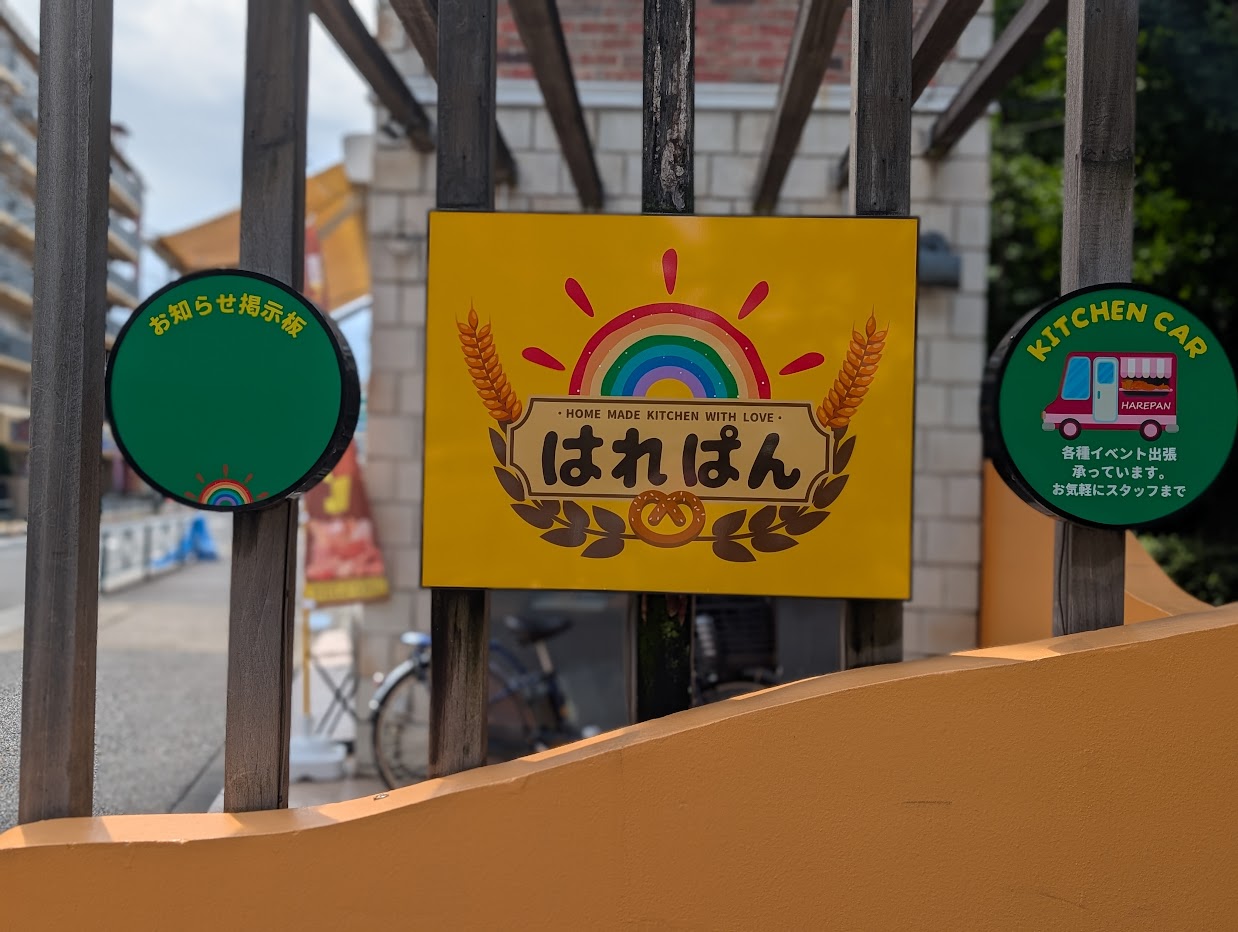 お知らせ掲示板
· HOME MADE KITCHEN WITH LOVE ·
はれぱん
KITCHEN CAR
HAREPAN
各種イベント出張
承っています。
お気軽にスタッフまで